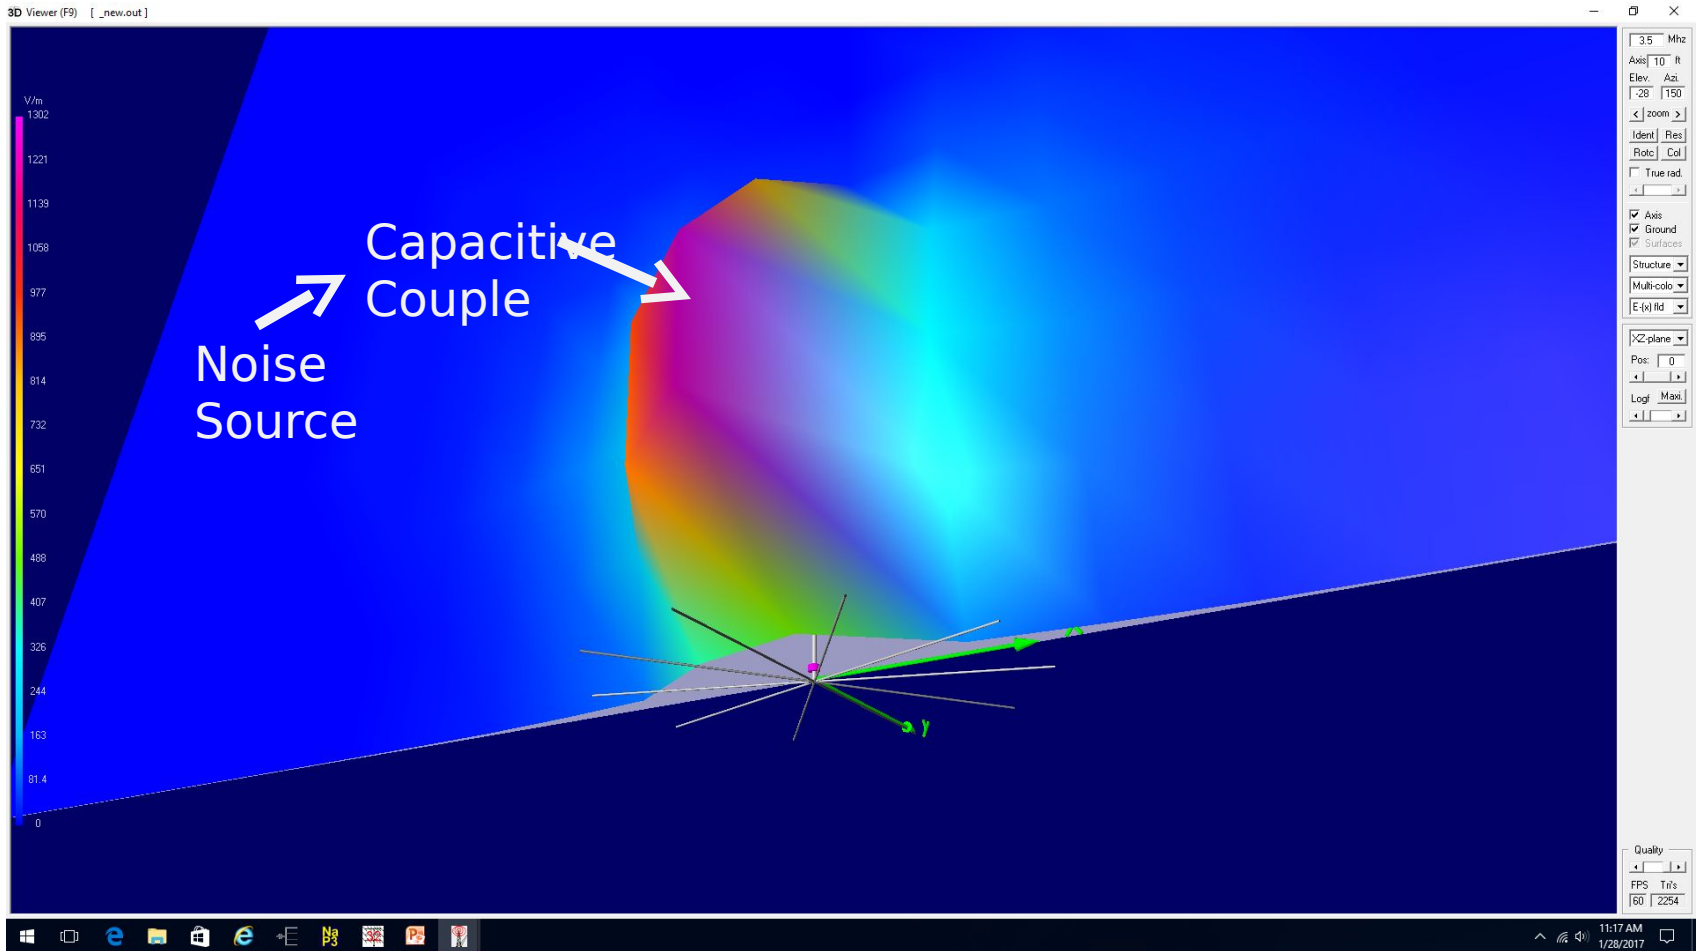 3D Viewer (F9) [ _new.out ]
3.5 Mhz
Axis 10 ft
Elev. Azi.
-28 150
< zoom >
Ident Res
Rotc Col
True rad.
Axis
Ground
Surfaces
Structure
Multi-colo
E-(x) fld
XZ-plane
Pos: 0
Logf Maxi.
V/m
1302
1221
1139
1058
977
895
814
732
651
570
488
407
326
244
163
81.4
0
Capacitive
Couple
Noise
Source
Y
Quality
FPS Tri's
60 2254
Na
P3
11:17 AM
1/28/2017